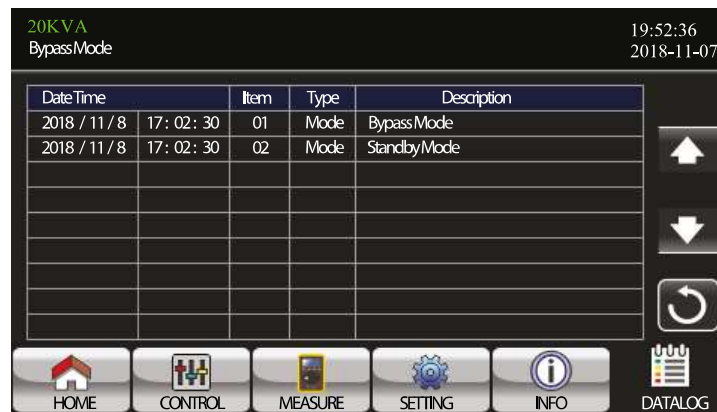 20KVA
Bypass Mode
19:52:36
2018-11-07
Date Time Item Type Description
2018 / 11 / 8 17 : 02 : 30 01 Mode Bypass Mode
2018 / 11 / 8 17 : 02 : 30 02 Mode Standby Mode
HOME CONTROL MEASURE SETTING INFO DATALOG